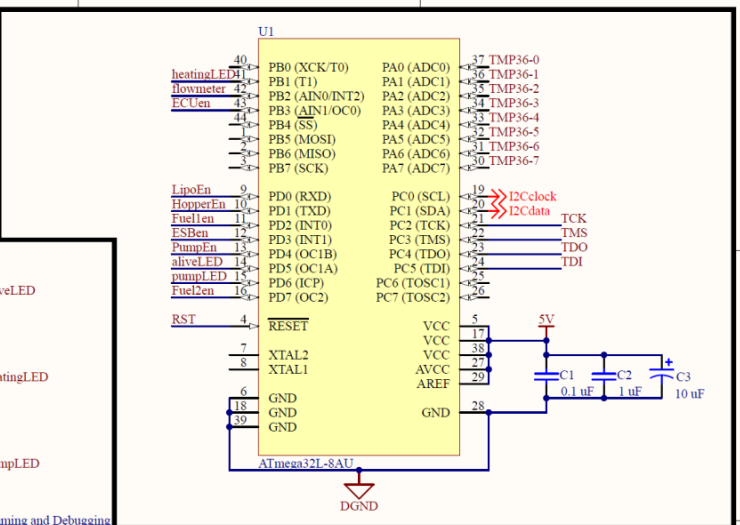 U1
40 PB0 (XCK/T0) PA0 (ADC0) 37 TMP36-0
heatingLED 41 PB1 (T1) PA1 (ADC1) 36 TMP36-1
flowmeter 42 PB2 (AIN0/INT2) PA2 (ADC2) 35 TMP36-2
ECUen 43 PB3 (AIN1/OC0) PA3 (ADC3) 34 TMP36-3
44 PB4 (SS) PA4 (ADC4) 33 TMP36-4
1 PB5 (MOSI) PA5 (ADC5) 32 TMP36-5
2 PB6 (MISO) PA6 (ADC6) 31 TMP36-6
3 PB7 (SCK) PA7 (ADC7) 30 TMP36-7
LipoEn 9 PD0 (RXD) PC0 (SCL) 19 I2Cclock
HopperEn 10 PD1 (TXD) PC1 (SDA) 20 I2Cdata
Fuel1en 11 PD2 (INT0) PC2 (TCK) 21 TCK
ESBen 12 PD3 (INT1) PC3 (TMS) 22 TMS
PumpEn 13 PD4 (OC1B) PC4 (TDO) 23 TDO
aliveLED 14 PD5 (OC1A) PC5 (TDI) 24 TDI
pumpLED 15 PD6 (ICP) PC6 (TOSC1) 25
Fuel2en 16 PD7 (OC2) PC7 (TOSC2) 26
veLED
RST 4 RESET VCC 5 5V
VCC 17
7 XTAL2 VCC 38
8 XTAL1 AVCC 27
AREF 29
atingLED
C1 C2 C3
0.1 uF 1 uF 10 uF
6 GND
18 GND GND 28
39 GND
mpLED
ATmega32L-8AU
DGND
ming and Debugging